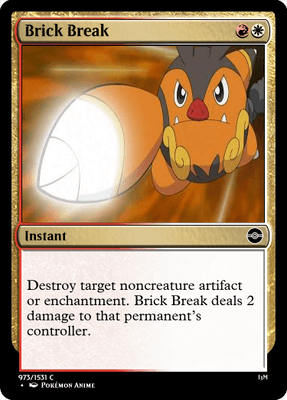 Brick Break
Instant
Destroy target noncreature artifact
or enchantment. Brick Break deals 2
damage to that permanent's
controller.
973/1531 C
Pokémon Anime